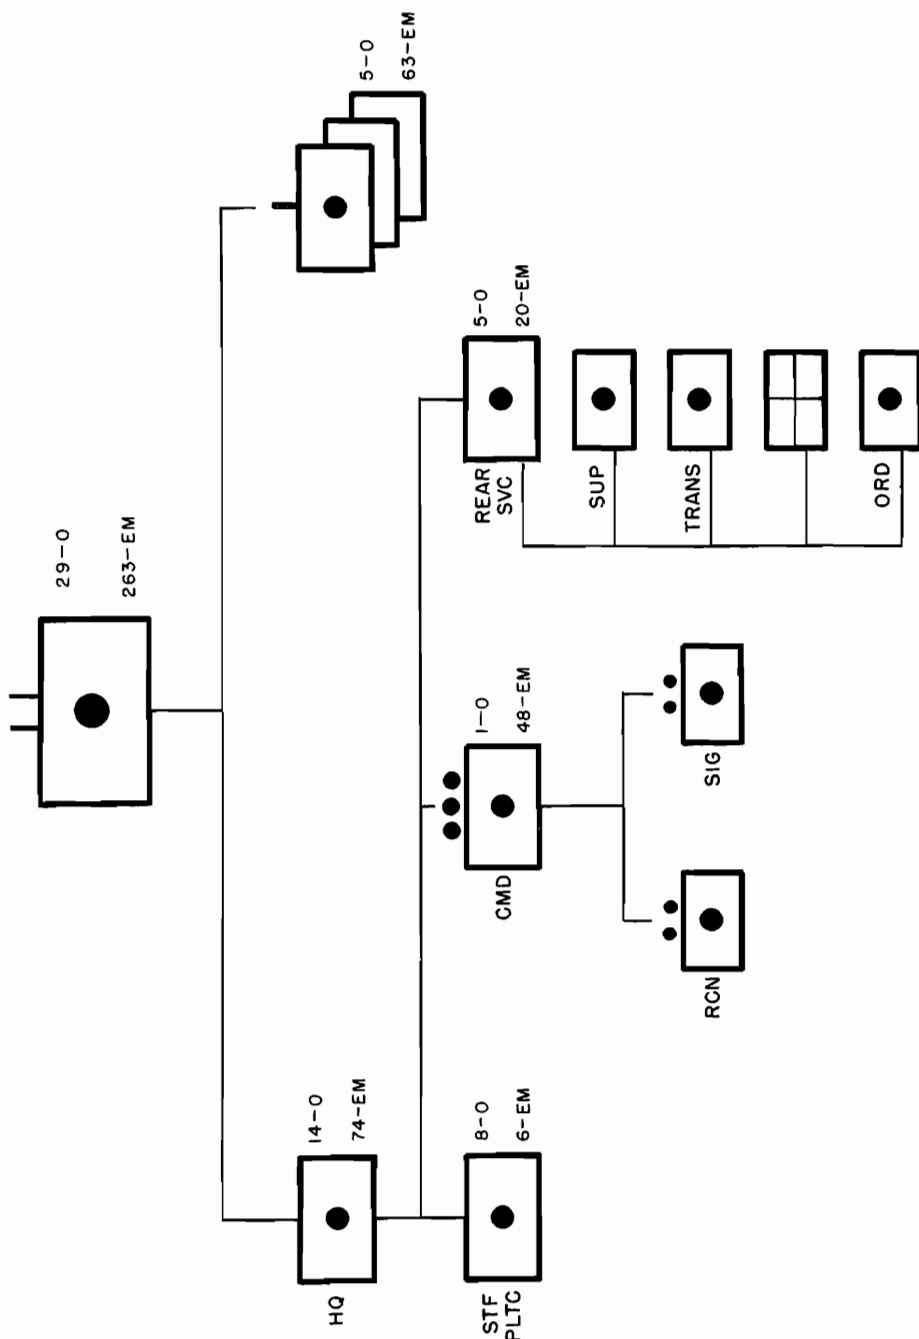 29-O
263-EM
HQ
14-O
74-EM
5-O
63-EM
STF
PLTC
8-O
6-EM
CMD
1-O
48-EM
REAR
SVC
5-O
20-EM
RCN
SIG
SUP
TRANS
ORD